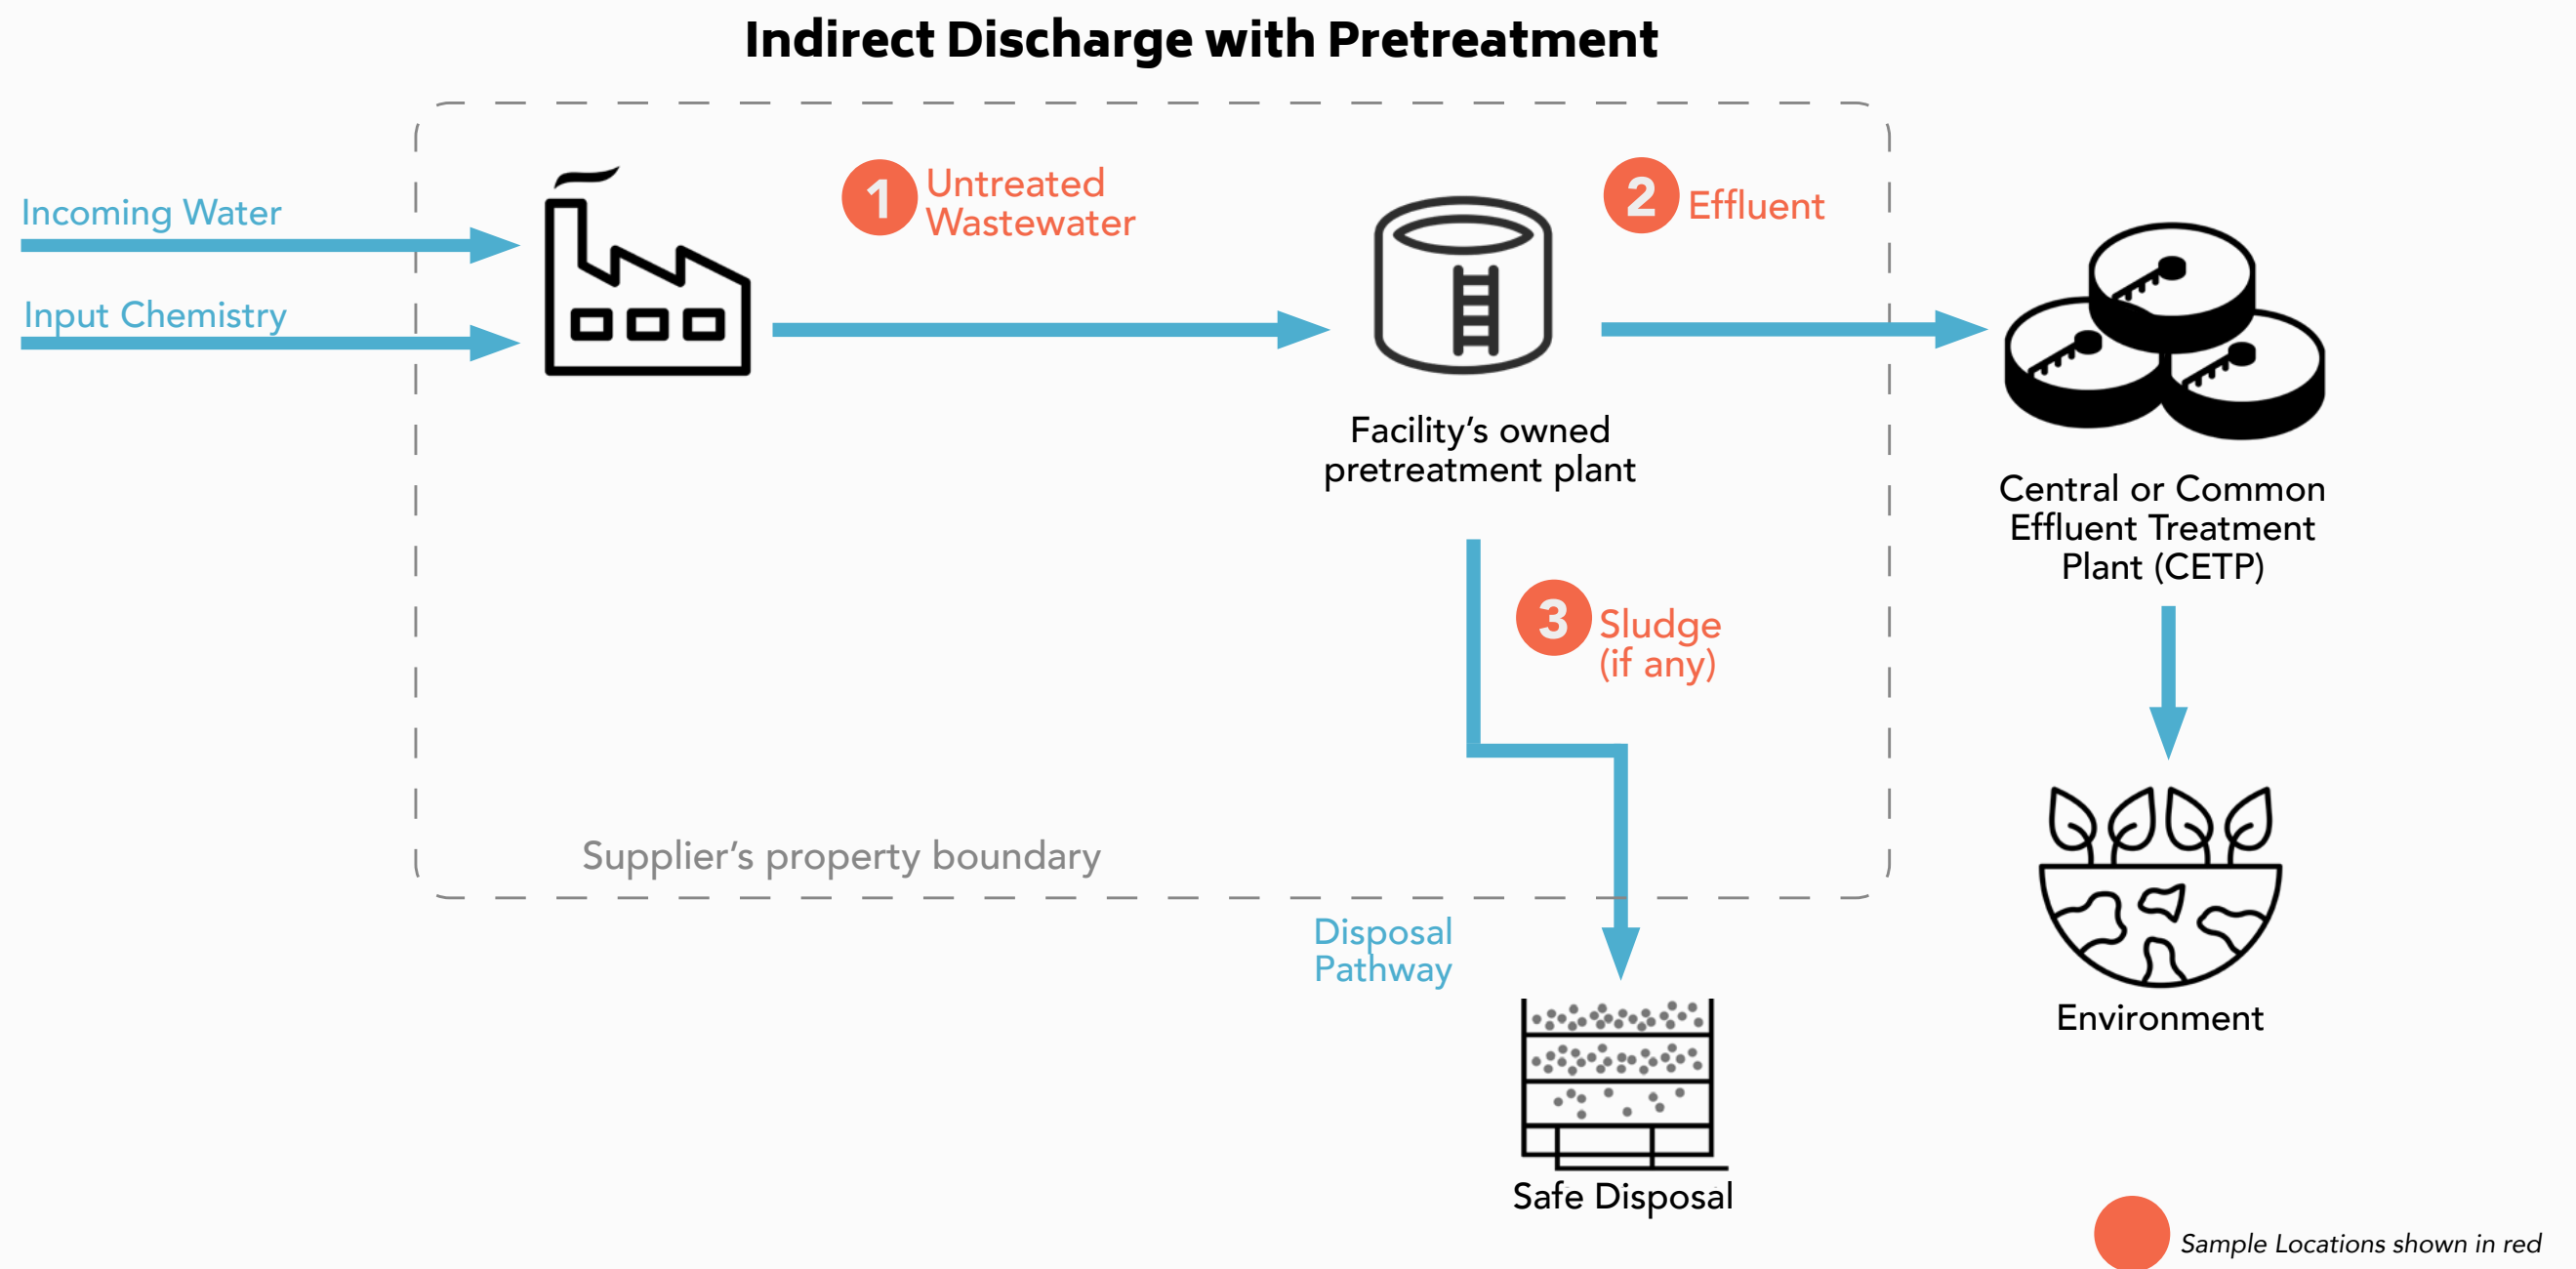 Indirect Discharge with Pretreatment
Incoming Water
Input Chemistry
1
Untreated
Wastewater
2
Effluent
Facility’s owned
pretreatment plant
Central or Common
Effluent Treatment
Plant (CETP)
3
Sludge
(if any)
Supplier’s property boundary
Disposal
Pathway
Environment
Safe Disposal
Sample Locations shown in red